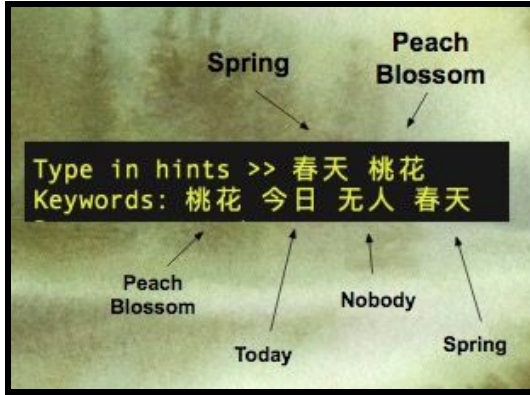 Spring
Peach
Blossom
Type in hints >> 春天 桃花
Keywords: 桃花 今日 无人 春天
Peach
Blossom
Today
Nobody
Spring